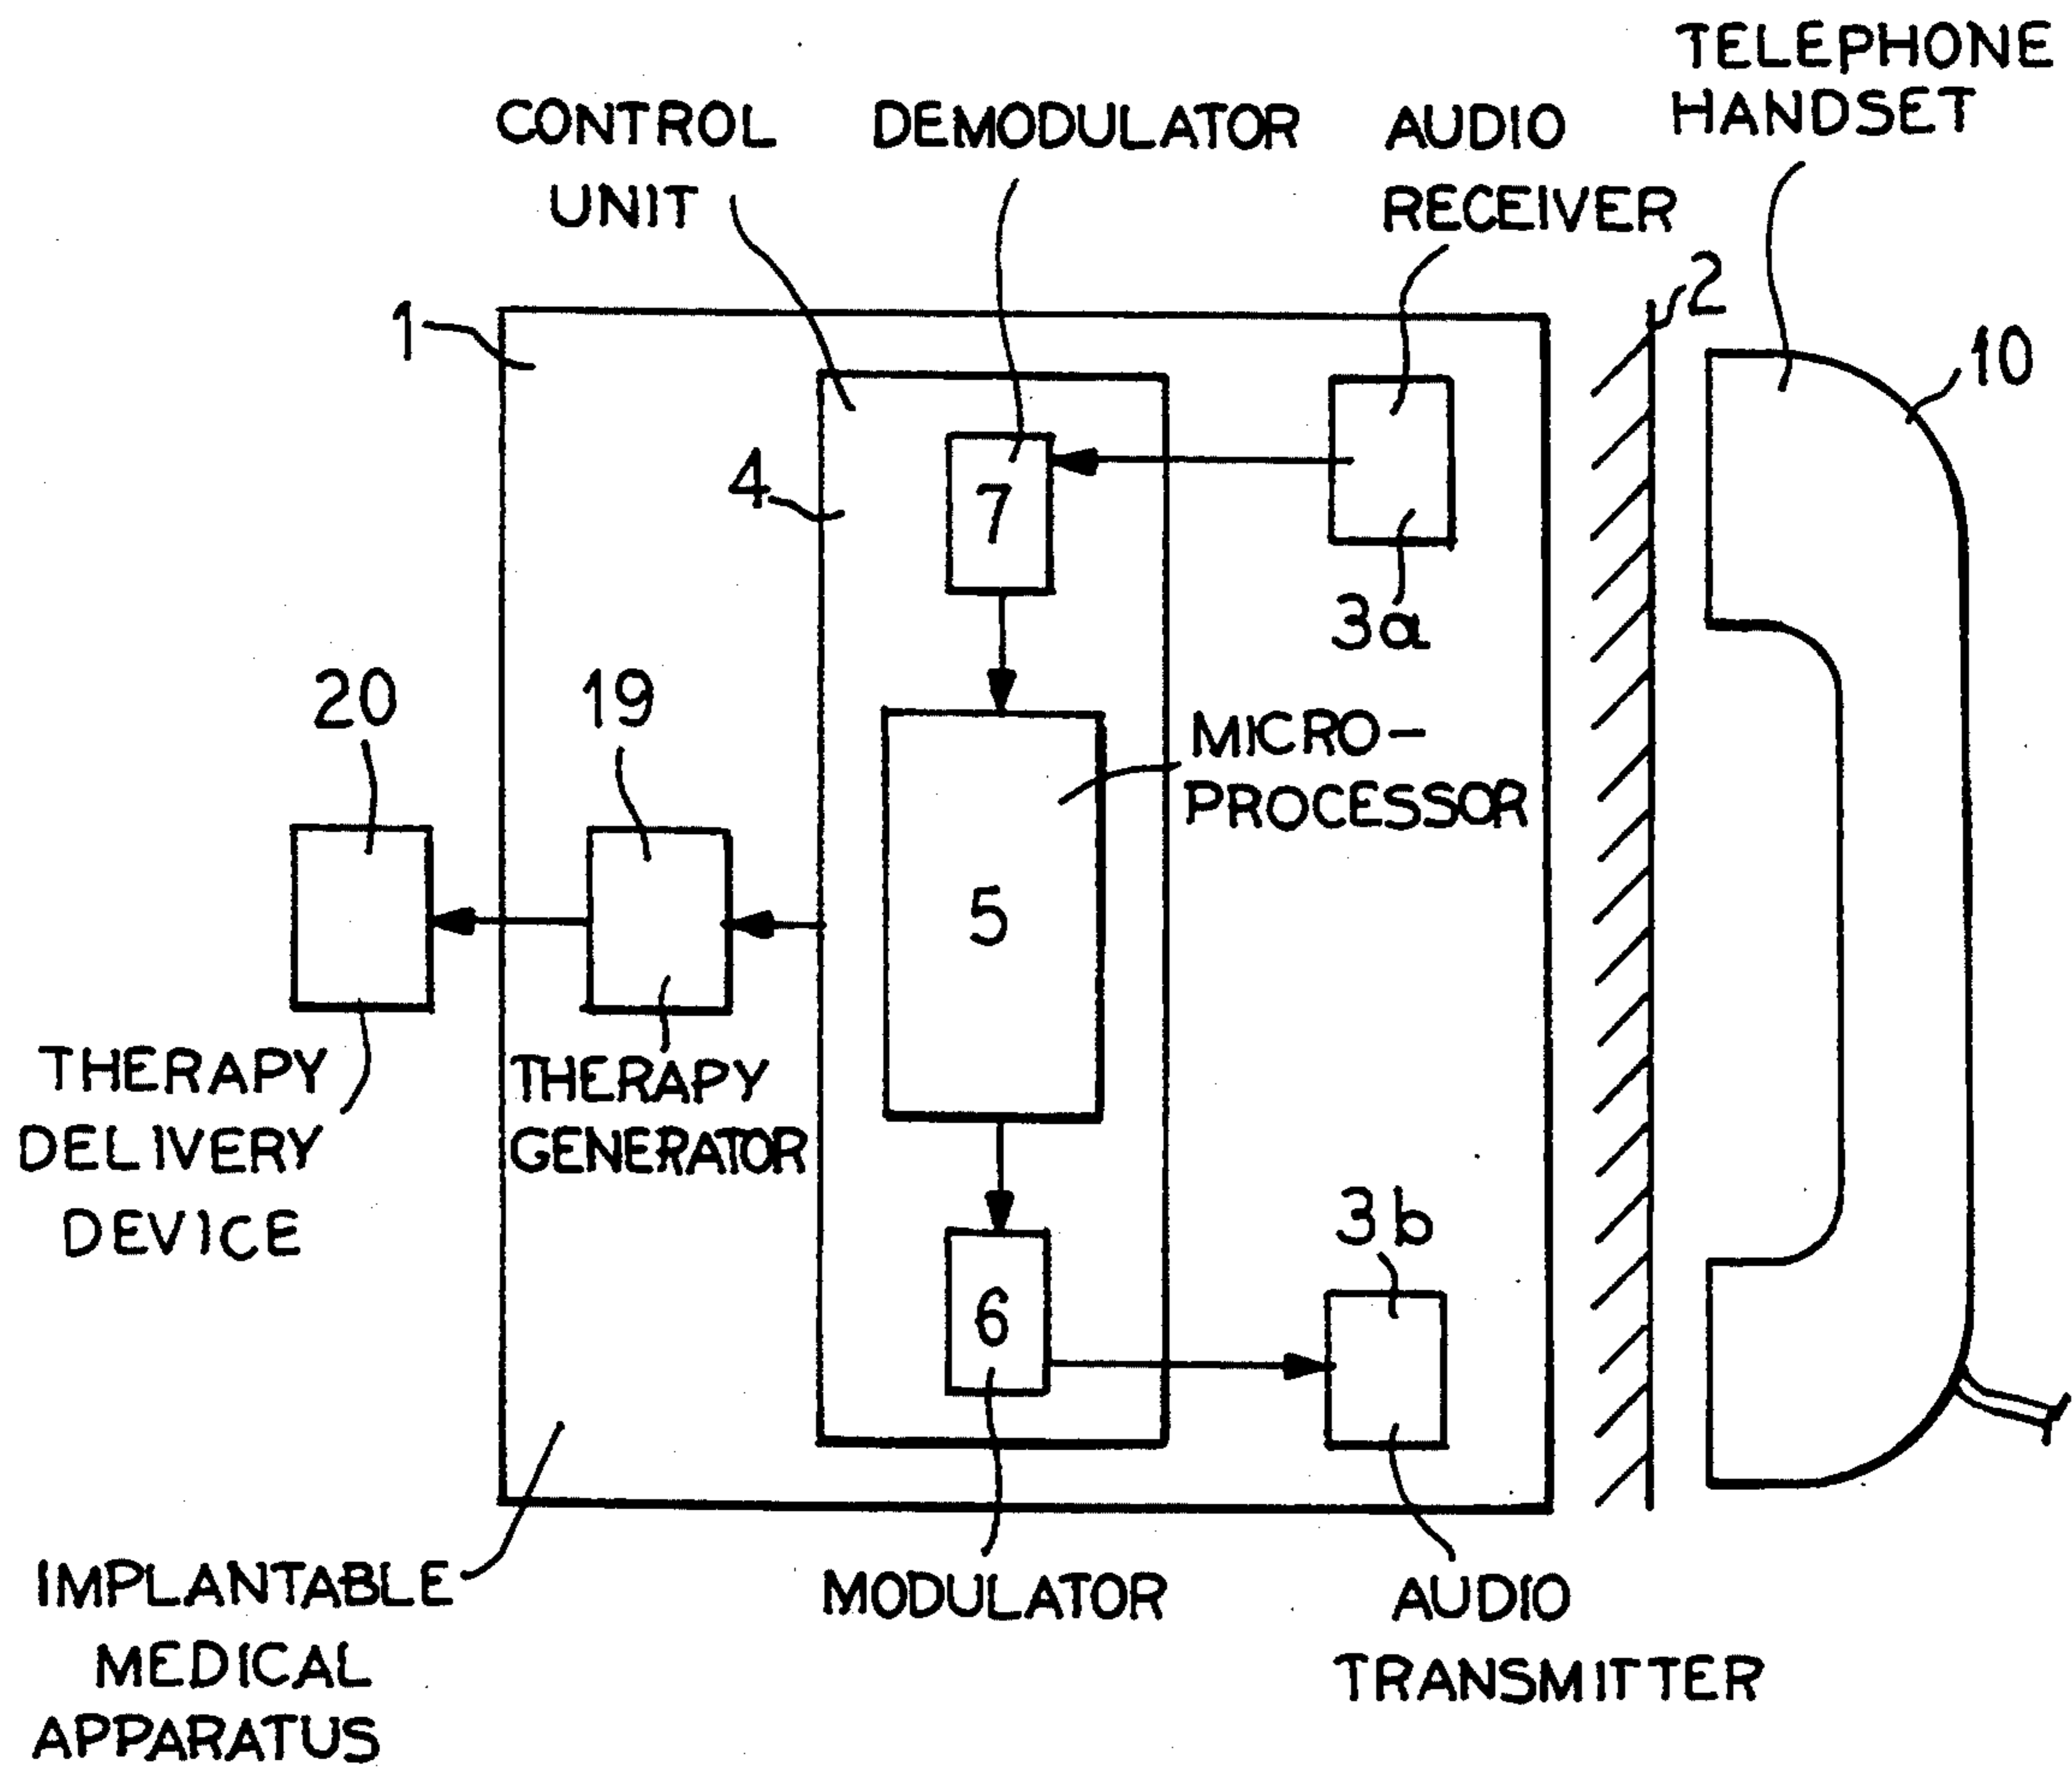 TELEPHONE
HANDSET
CONTROL
UNIT
DEMODULATOR
AUDIO
RECEIVER
1
2
10
4
7
3a
20
19
MICRO-
PROCESSOR
5
THERAPY
DELIVERY
DEVICE
THERAPY
GENERATOR
3b
6
IMPLANTABLE
MEDICAL
APPARATUS
MODULATOR
AUDIO
TRANSMITTER